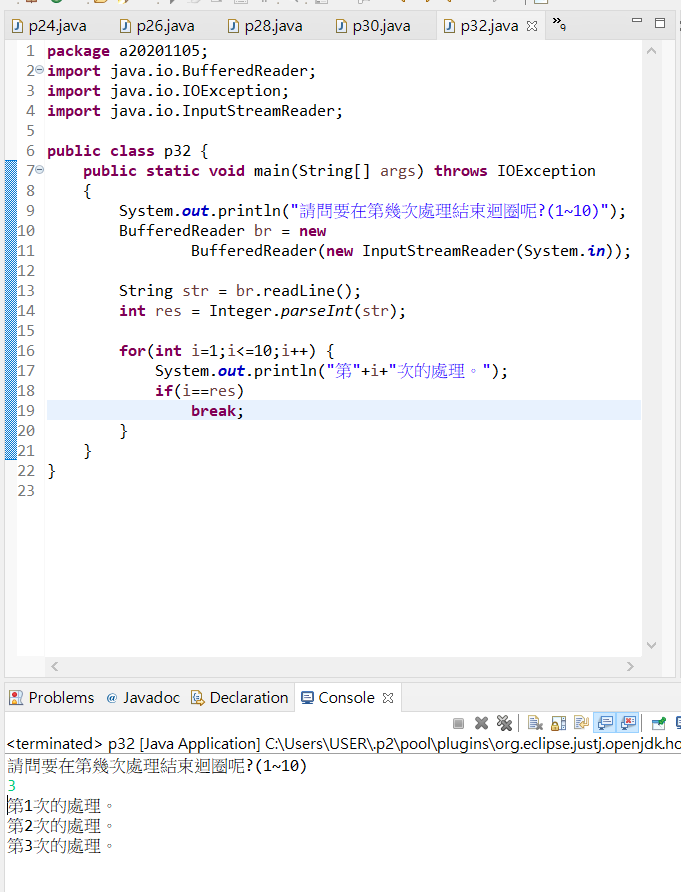 p24.java p26.java p28.java p30.java p32.java »9
1 package a20201105;
2 import java.io.BufferedReader;
3 import java.io.IOException;
4 import java.io.InputStreamReader;
5
6 public class p32 {
7 public static void main(String[] args) throws IOException
8 {
9 System.out.println("請問要在第幾次處理結束迴圈呢?(1~10)");
10 BufferedReader br = new
11 BufferedReader(new InputStreamReader(System.in));
12
13 String str = br.readLine();
14 int res = Integer.parseInt(str);
15
16 for(int i=1;i<=10;i++) {
17 System.out.println("第"+i+"次的處理。");
18 if(i==res)
19 break;
20 }
21 }
22 }
23
Problems @ Javadoc Declaration Console
<terminated> p32 [Java Application] C:\Users\USER\.p2\pool\plugins\org.eclipse.justj.openjdk.ho
請問要在第幾次處理結束迴圈呢?(1~10)
3
第1次的處理。
第2次的處理。
第3次的處理。